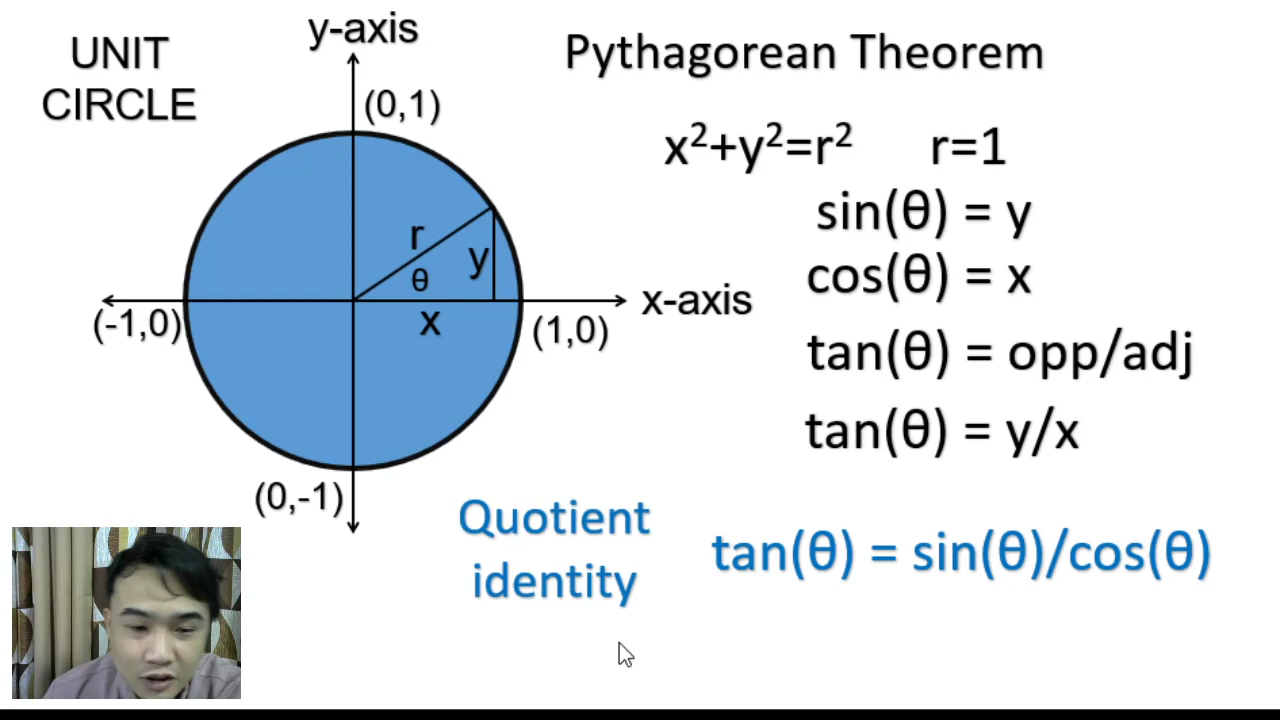 UNIT
CIRCLE
y-axis
(0,1)
r
y
θ
x
(-1,0)
(1,0)
x-axis
(0,-1)
Pythagorean Theorem
x²+y²=r² r=1
sin(θ) = y
cos(θ) = x
tan(θ) = opp/adj
tan(θ) = y/x
Quotient
identity
tan(θ) = sin(θ)/cos(θ)